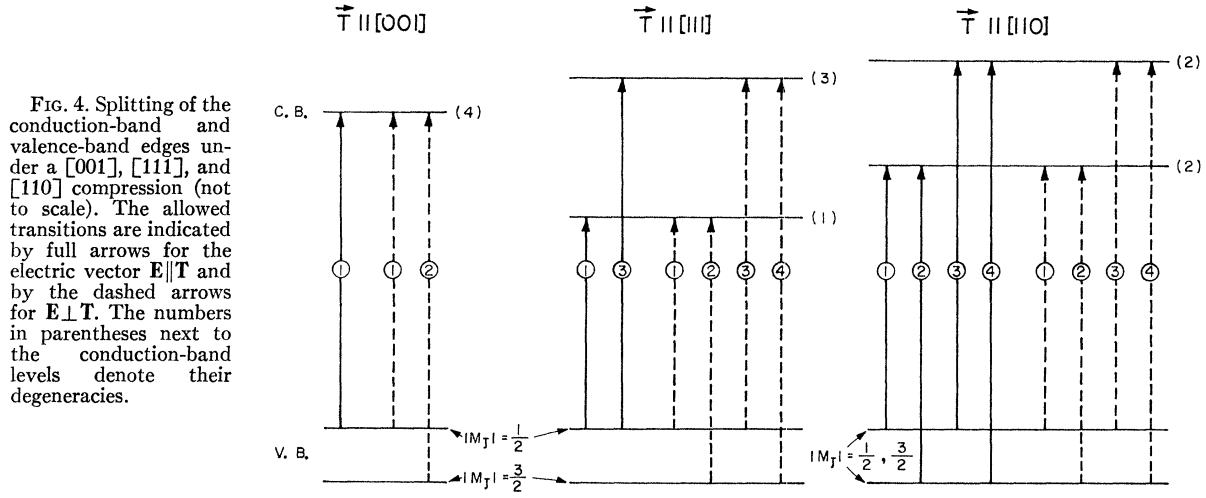 FIG. 4. Splitting of the
conduction-band and
valence-band edges un-
der a [001], [111], and
[110] compression (not
to scale). The allowed
transitions are indicated
by full arrows for the
electric vector E∥T and
by the dashed arrows
for E⊥T. The numbers
in parentheses next to
the conduction-band
levels denote their
degeneracies.
T⃗ || [001]
C. B.
(4)
① ① ②
V. B.
|M_J| = 1/2
|M_J| = 3/2
T⃗ || [111]
(3)
(1)
① ③ ① ② ③ ④
T⃗ || [110]
(2)
(2)
① ② ③ ④ ① ② ③ ④
|M_J| = 1/2 , 3/2